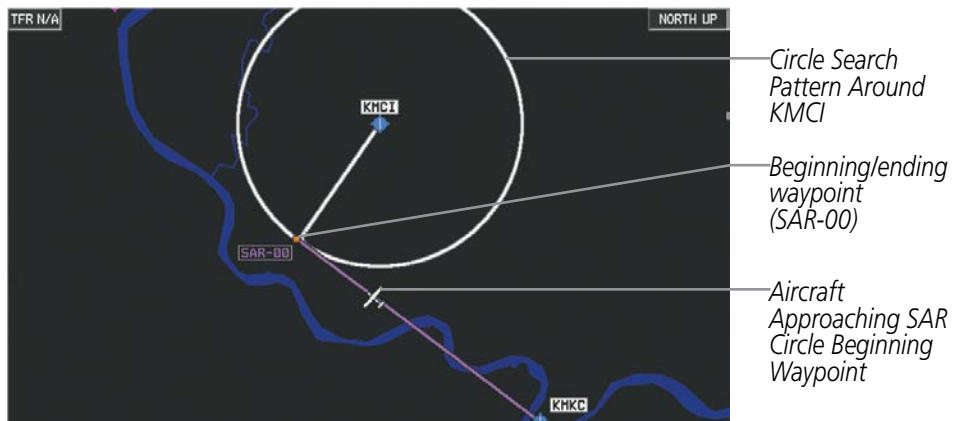 TFR N/A
NORTH UP
KMCI
SAR-00
KMKC
Circle Search
Pattern Around
KMCI
Beginning/ending
waypoint
(SAR-00)
Aircraft
Approaching SAR
Circle Beginning
Waypoint